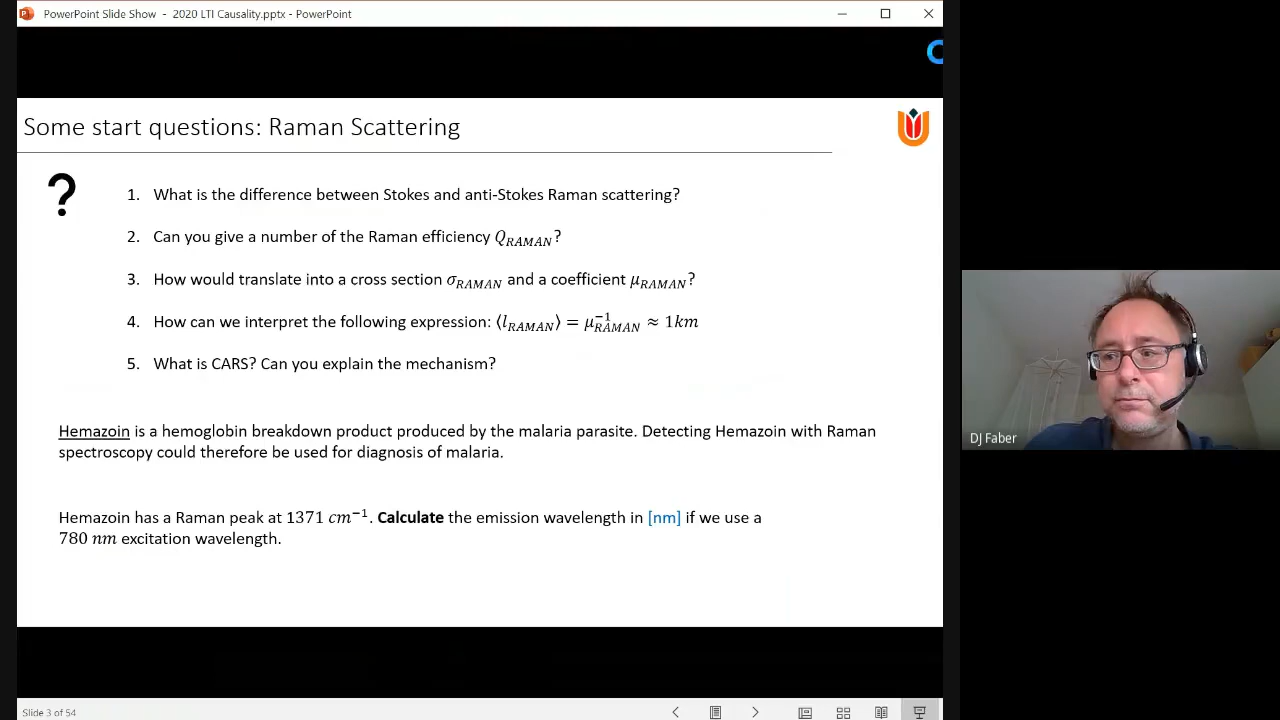 PowerPoint Slide Show - 2020 LTI Causality.pptx - PowerPoint
Some start questions: Raman Scattering
?
1. What is the difference between Stokes and anti-Stokes Raman scattering?
2. Can you give a number of the Raman efficiency Q_RAMAN?
3. How would translate into a cross section σ_RAMAN and a coefficient μ_RAMAN?
4. How can we interpret the following expression: ⟨l_RAMAN⟩ = μ_RAMAN^−1 ≈ 1km
5. What is CARS? Can you explain the mechanism?
Hemazoin is a hemoglobin breakdown product produced by the malaria parasite. Detecting Hemazoin with Raman
spectroscopy could therefore be used for diagnosis of malaria.
Hemazoin has a Raman peak at 1371 cm^−1. Calculate the emission wavelength in [nm] if we use a
780 nm excitation wavelength.
DJ Faber
Slide 3 of 54